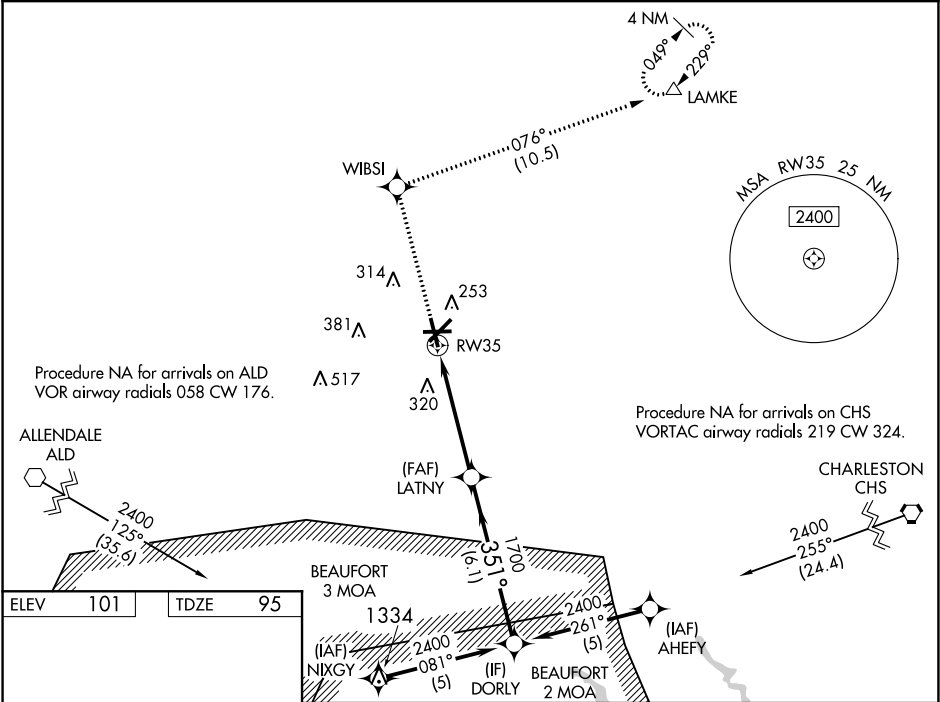 4 NM
049°
229°
LAMKE
076°
(10.5)
WIBSI
MSA RW35 25 NM
2400
314
253
381
RW35
517
320
Procedure NA for arrivals on ALD
VOR airway radials 058 CW 176.
Procedure NA for arrivals on CHS
VORTAC airway radials 219 CW 324.
ALLENDALE
ALD
2400
125°
(35.6)
(FAF)
LATNY
CHARLESTON
CHS
2400
255°
(24.4)
1700
351°
(6.1)
BEAUFORT
3 MOA
ELEV 101
TDZE 95
1334
(IAF)
NIXGY
2400
081°
(5)
(IF)
DORLY
2400
261°
(5)
(IAF)
AHEFY
BEAUFORT
2 MOA